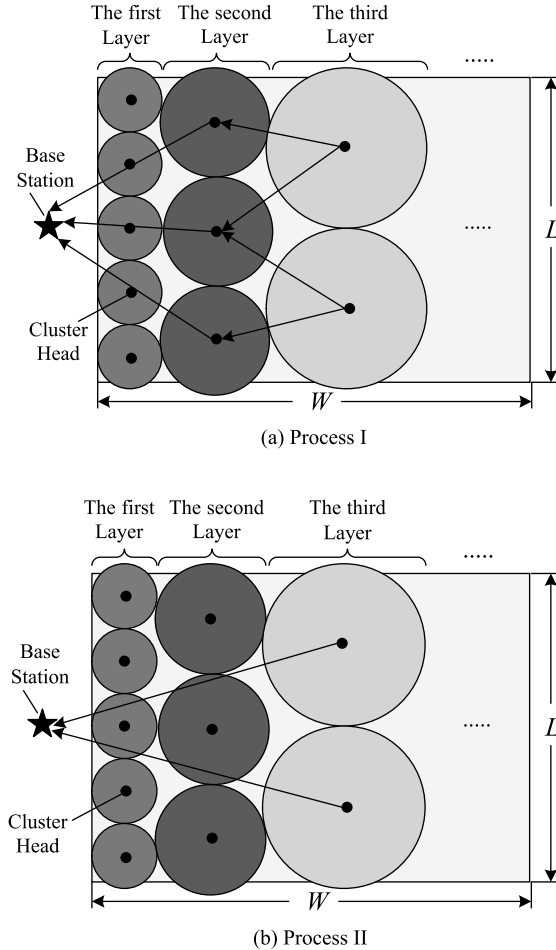 The first
Layer
The second
Layer
The third
Layer
.....
Base
Station
.....
L
Cluster
Head
W
(a) Process I
The first
Layer
The second
Layer
The third
Layer
.....
Base
Station
.....
L
Cluster
Head
W
(b) Process II